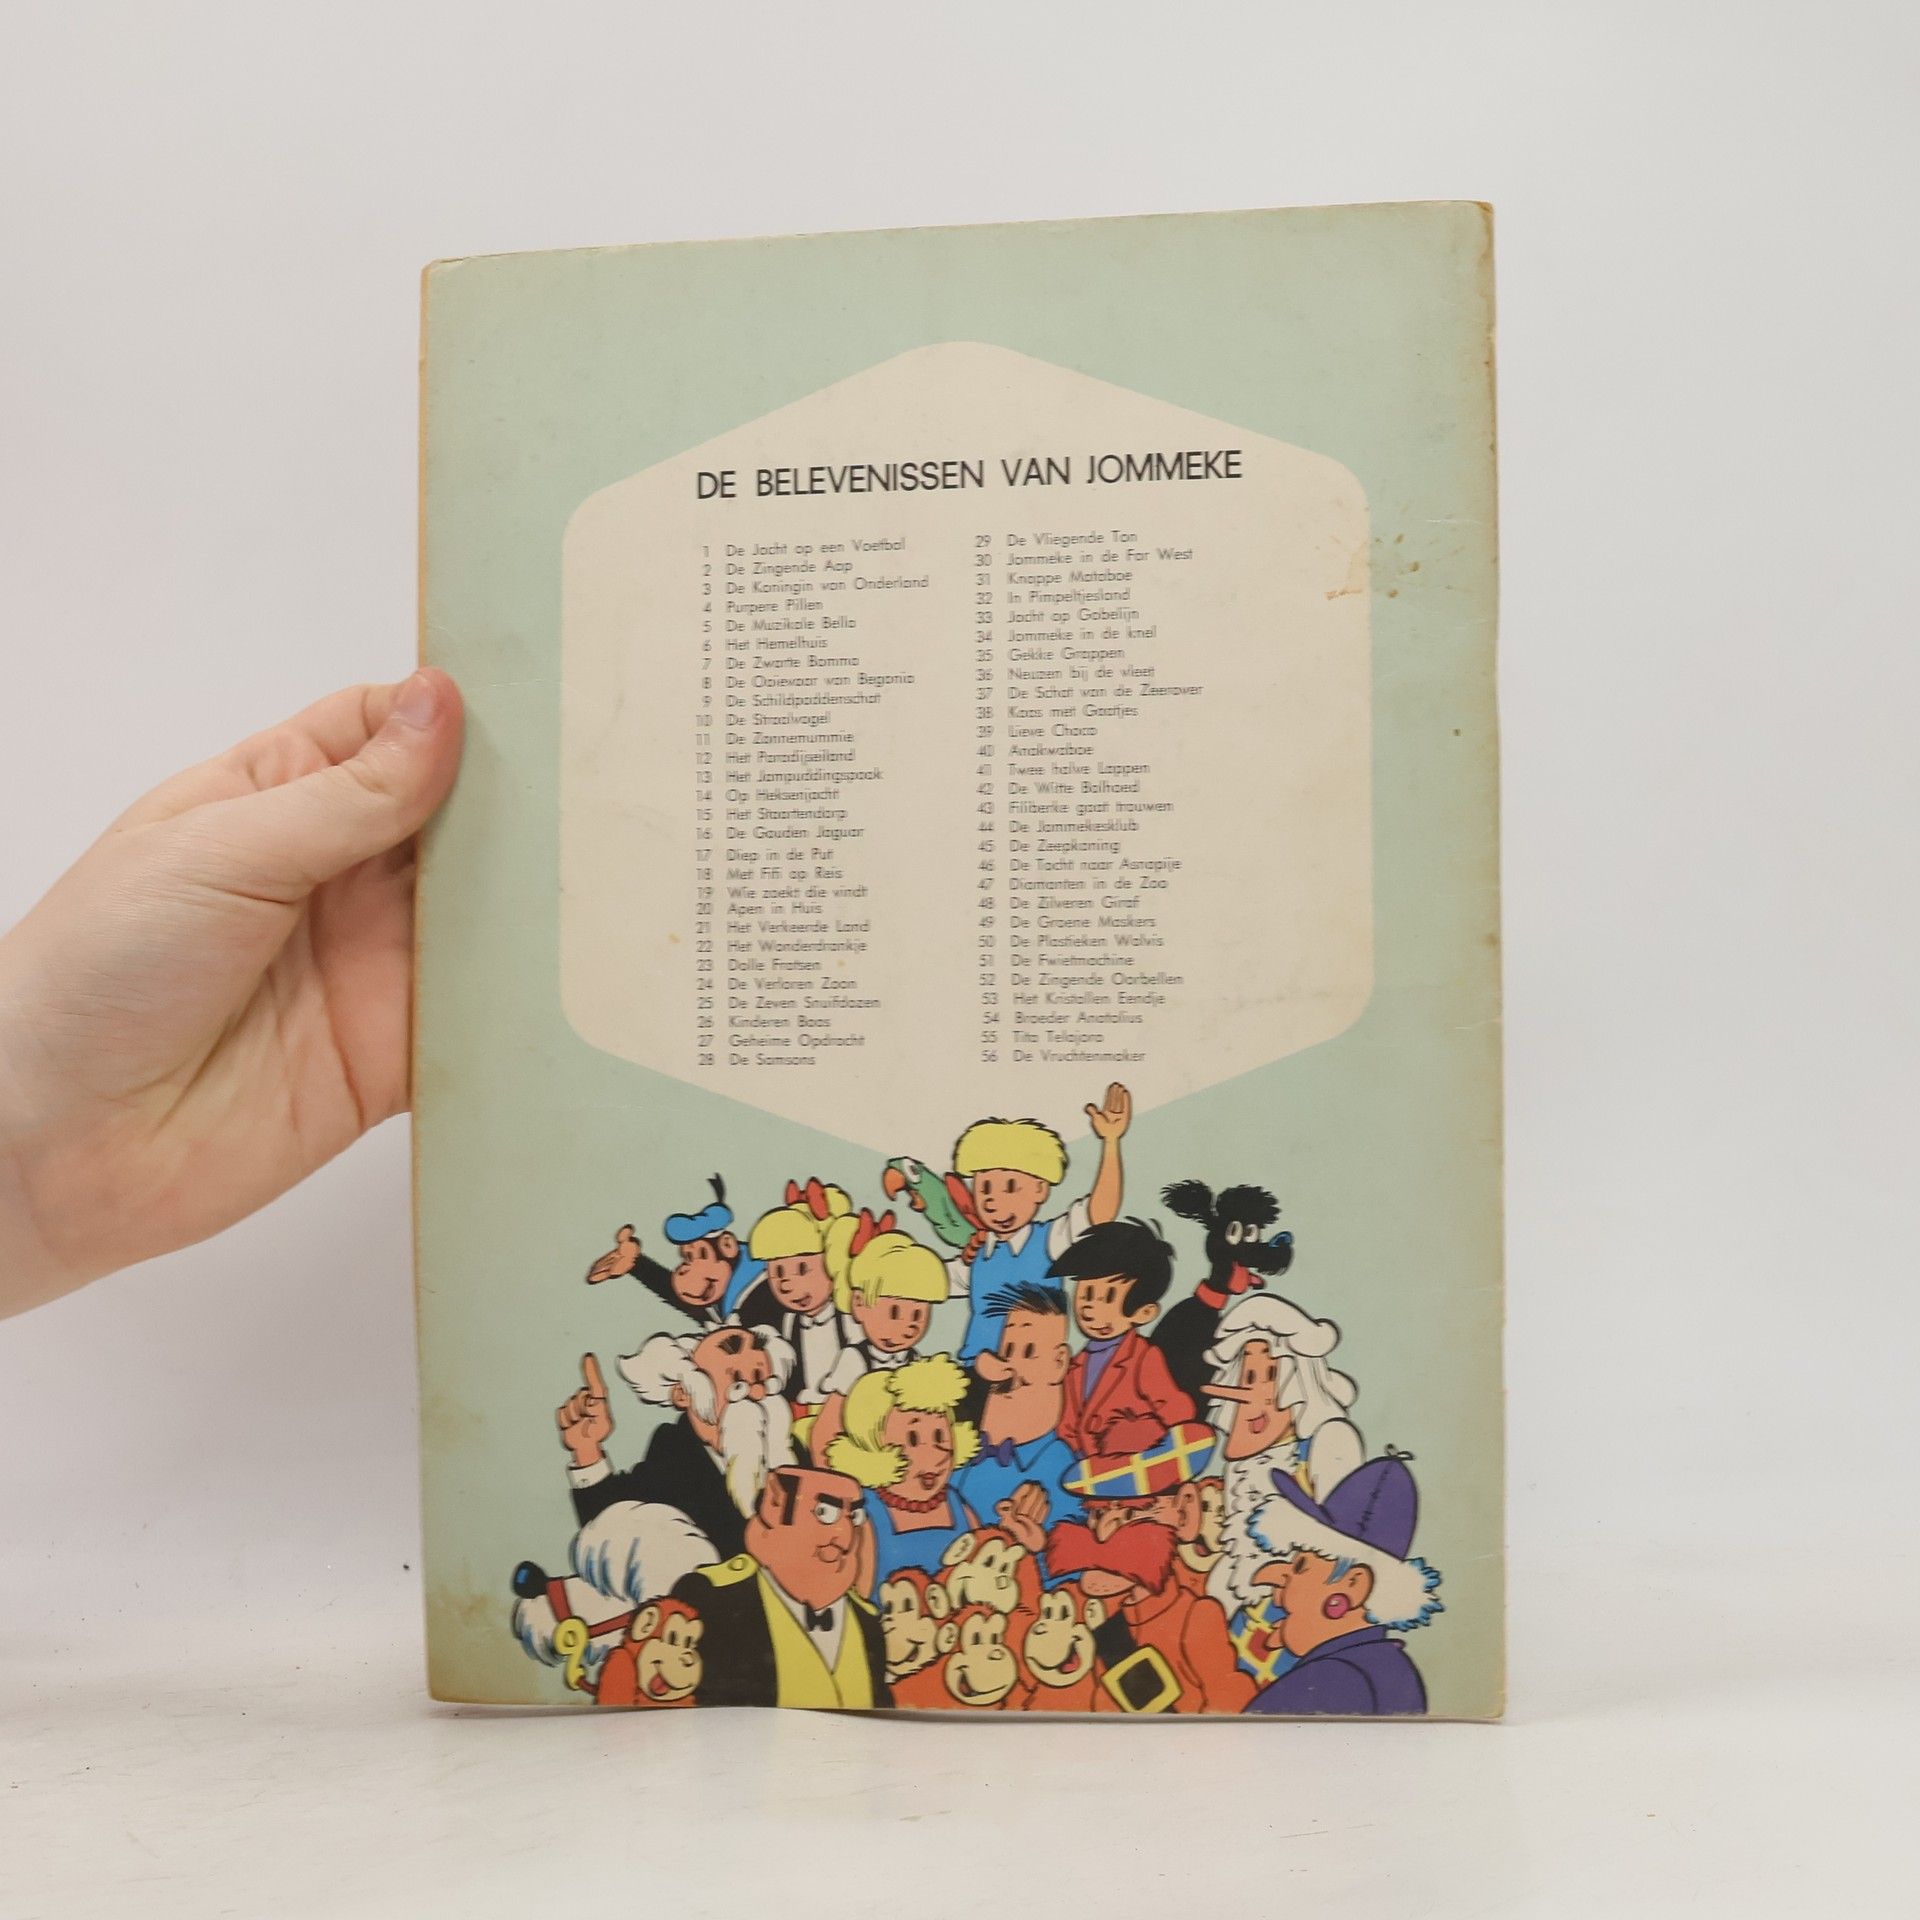 DE BELEVENISSEN VAN JOMMEKE
1 De Jacht op een Voetbal
2 De Zingende Aap
3 De Koningin van Onderland
4 Purpere Pillen
5 De Muzikale Bella
6 Het Hemelhuis
7 De Zwarte Bomma
8 De Ooievaar van Begonia
9 De Schildpaddenschat
10 De Straalvogel
11 De Zonnemummie
12 Het Paradijseiland
13 Het Jampuddingspook
14 Op Heksenjacht
15 Het Staartendorp
16 De Gouden Jaguar
17 Diep in de Put
18 Met Fifi op Reis
19 Wie zoekt die vindt
20 Apen in Huis
21 Het Verkeerde Land
22 Het Wonderdrankje
23 Dolle Fratsen
24 De Verloren Zoon
25 De Zeven Snuifdozen
26 Kinderen Baas
27 Geheime Opdracht
28 De Samsons
29 De Vliegende Ton
30 Jommeke in de Far West
31 Knappe Mataboe
32 In Pimpeltjesland
33 Jacht op Gobelijn
34 Jommeke in de knel
35 Gekke Grappen
36 Neuzen bij de vleet
37 De Schat van de Zeerover
38 Kaas met Gaatjes
39 Lieve Choco
40 Anakwaboe
41 Twee halve Lappen
42 De Witte Bolhoed
43 Filiberke gaat trouwen
44 De Jommekesklub
45 De Zeepkoning
46 De Tocht naar Asnapije
47 Diamanten in de Zoo
48 De Zilveren Giraf
49 De Groene Maskers
50 De Plastieken Walvis
51 De Fwietmachine
52 De Zingende Oorbellen
53 Het Kristallen Eendje
54 Broeder Anatolius
55 Tita Telajora
56 De Vruchtenmaker